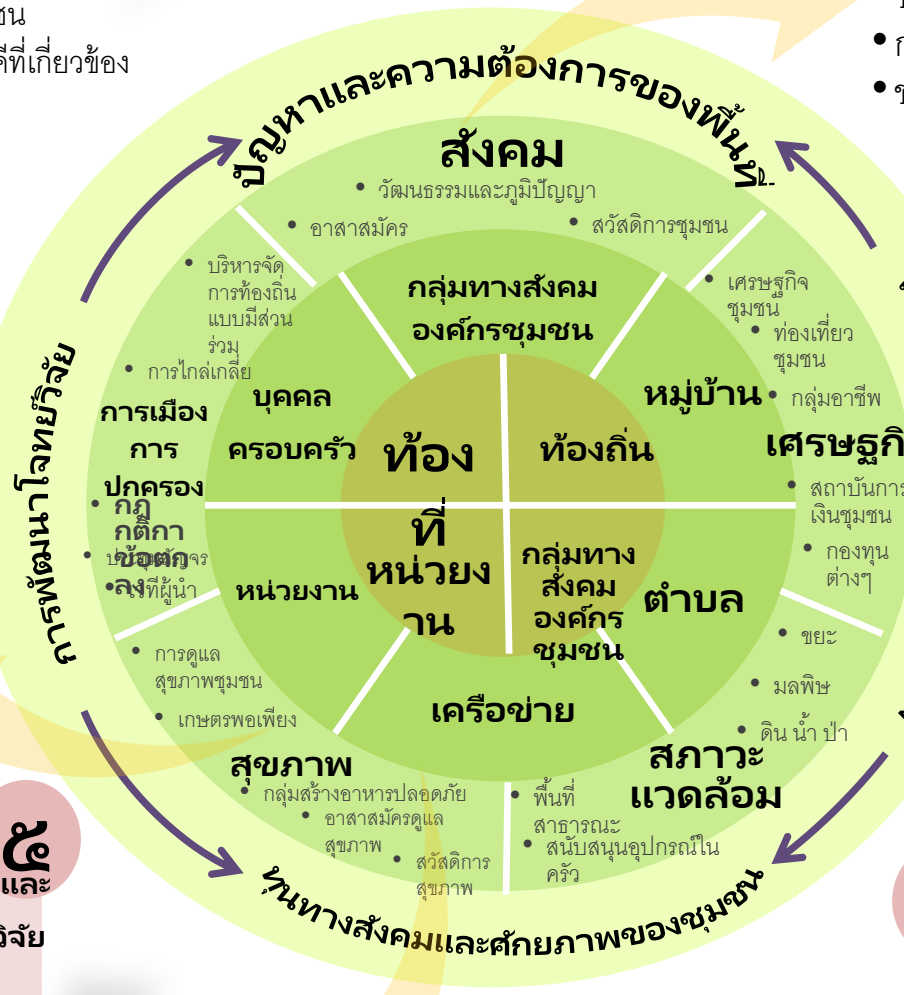 ชน
คีที่เกี่ยวข้อง
ปัญหาและความต้องการของพื้นที่
สังคม
• วัฒนธรรมและภูมิปัญญา
• อาสาสมัคร
• สวัสดิการชุมชน
• บริหารจัด
การท้องถิ่น
แบบมีส่วน
ร่วม
• การไกล่เกลี่ย
การเมือง
การ
ปกครอง
• กฎ
กติกา
ข้อตก
ลง
กลุ่มทางสังคม
องค์กรชุมชน
• เศรษฐกิจ
ชุมชน
• ท่องเที่ยว
ชุมชน
• กลุ่มอาชีพ
เศรษฐกิ
• สถาบันการ
เงินชุมชน
• กองทุน
ต่างๆ
บุคคล
ครอบครัว
หมู่บ้าน
ท้อง
ที่
ท้องถิ่น
หน่วยง
าน
กลุ่มทาง
สังคม
องค์กร
ชุมชน
หน่วยงาน
ตำบล
เครือข่าย
การพัฒนาโจทย์วิจัย
• การดูแล
สุขภาพชุมชน
• เกษตรพอเพียง
สุขภาพ
• กลุ่มสร้างอาหารปลอดภัย
• อาสาสมัครดูแล
สุขภาพ
• สวัสดิการ
สุขภาพ
• ขยะ
• มลพิษ
• ดิน น้ำ ป่า
สภาวะ
แวดล้อม
• พื้นที่
สาธารณะ
• สนับสนุนอุปกรณ์ใน
ครัว
ทุนทางสังคมและศักยภาพของชุมชน
๕
และ
วิจัย